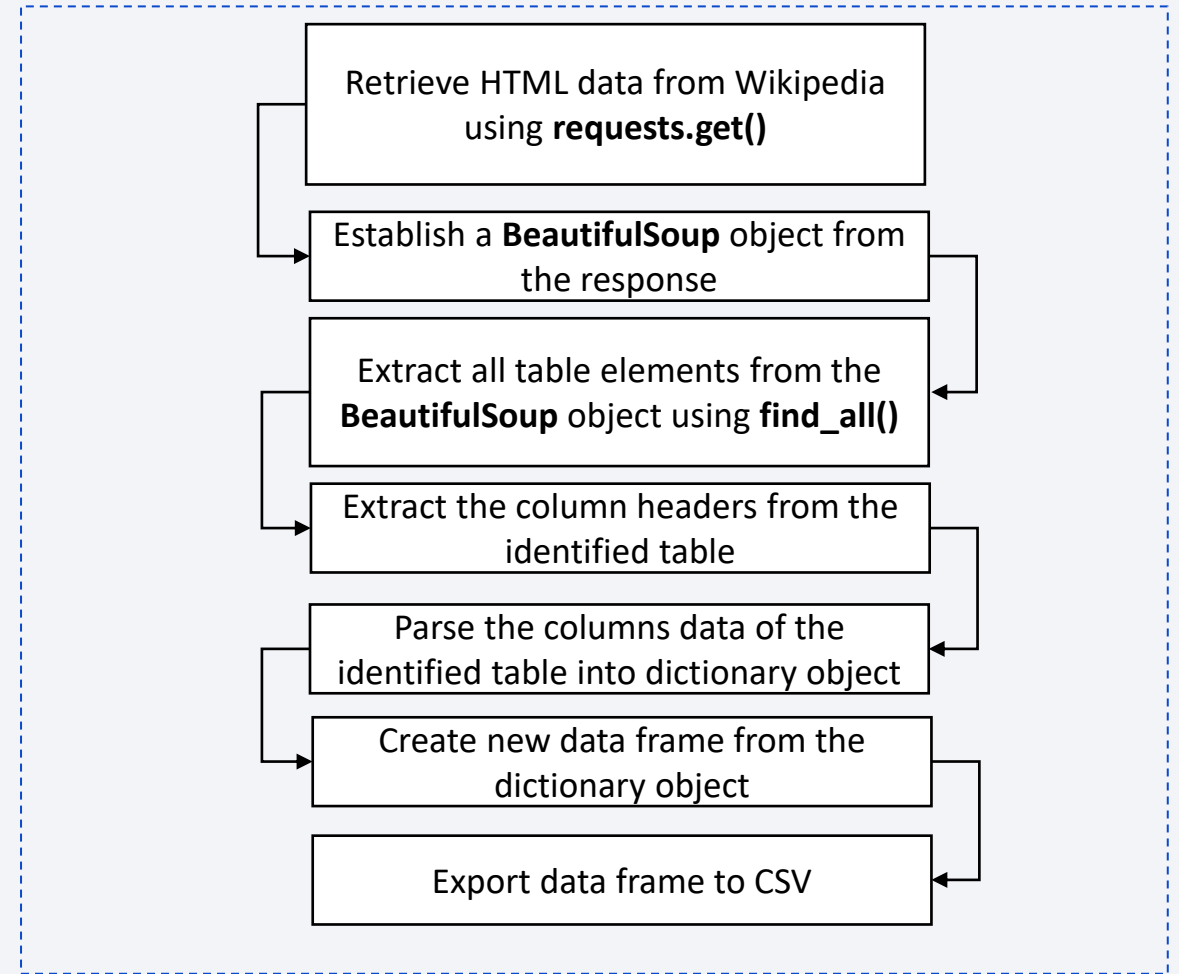 Retrieve HTML data from Wikipedia
using requests.get()
Establish a BeautifulSoup object from
the response
Extract all table elements from the
BeautifulSoup object using find_all()
Extract the column headers from the
identified table
Parse the columns data of the
identified table into dictionary object
Create new data frame from the
dictionary object
Export data frame to CSV